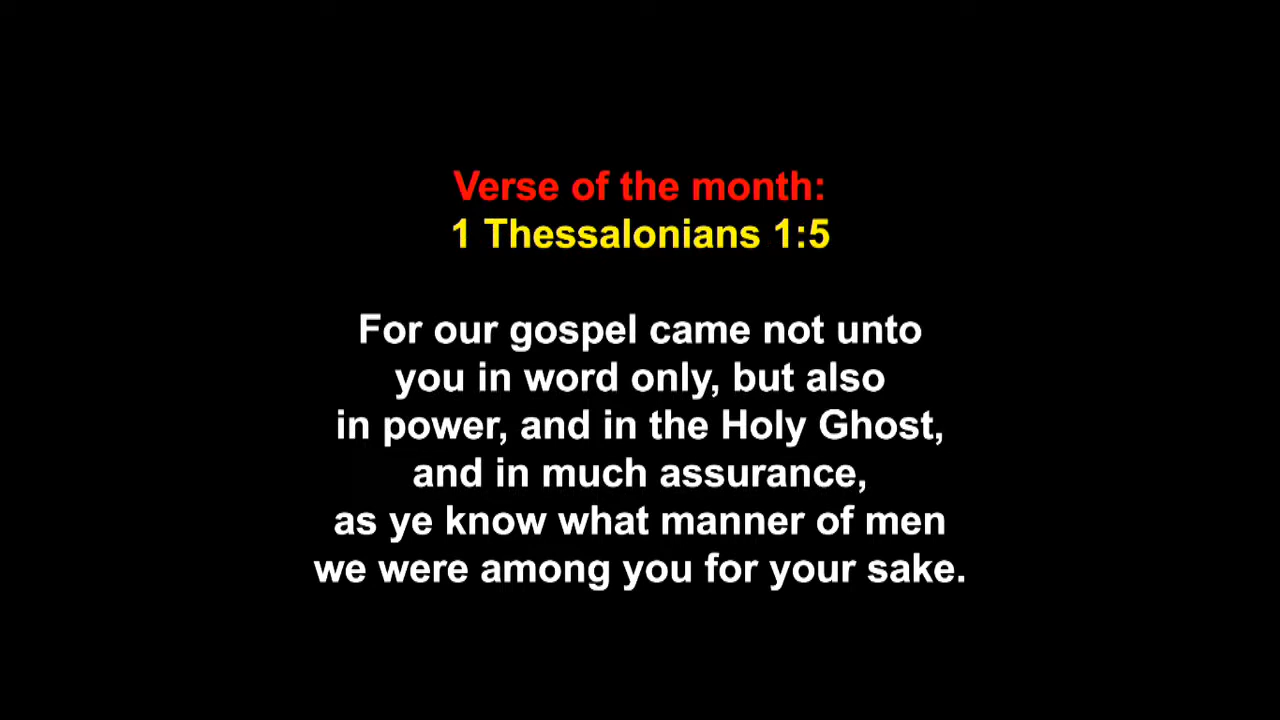 Verse of the month:
1 Thessalonians 1:5
For our gospel came not unto
you in word only, but also
in power, and in the Holy Ghost,
and in much assurance,
as ye know what manner of men
we were among you for your sake.